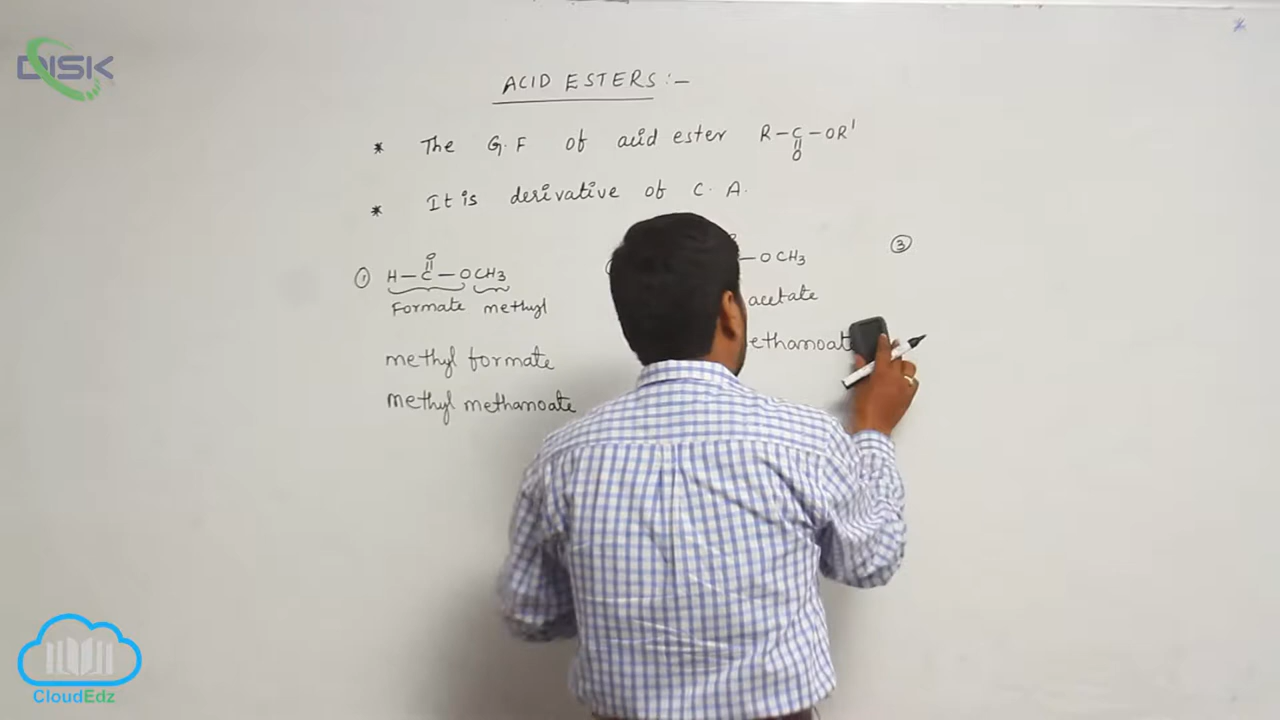 DISK
ACID ESTERS :-
* The G.F of acid ester R-C-OR'
O
* It is derivative of C.A.
① H-C-OCH3
O
Formate methyl
methyl formate
methyl methanoate
-OCH3
acetate
ethanoate
③
CloudEdz